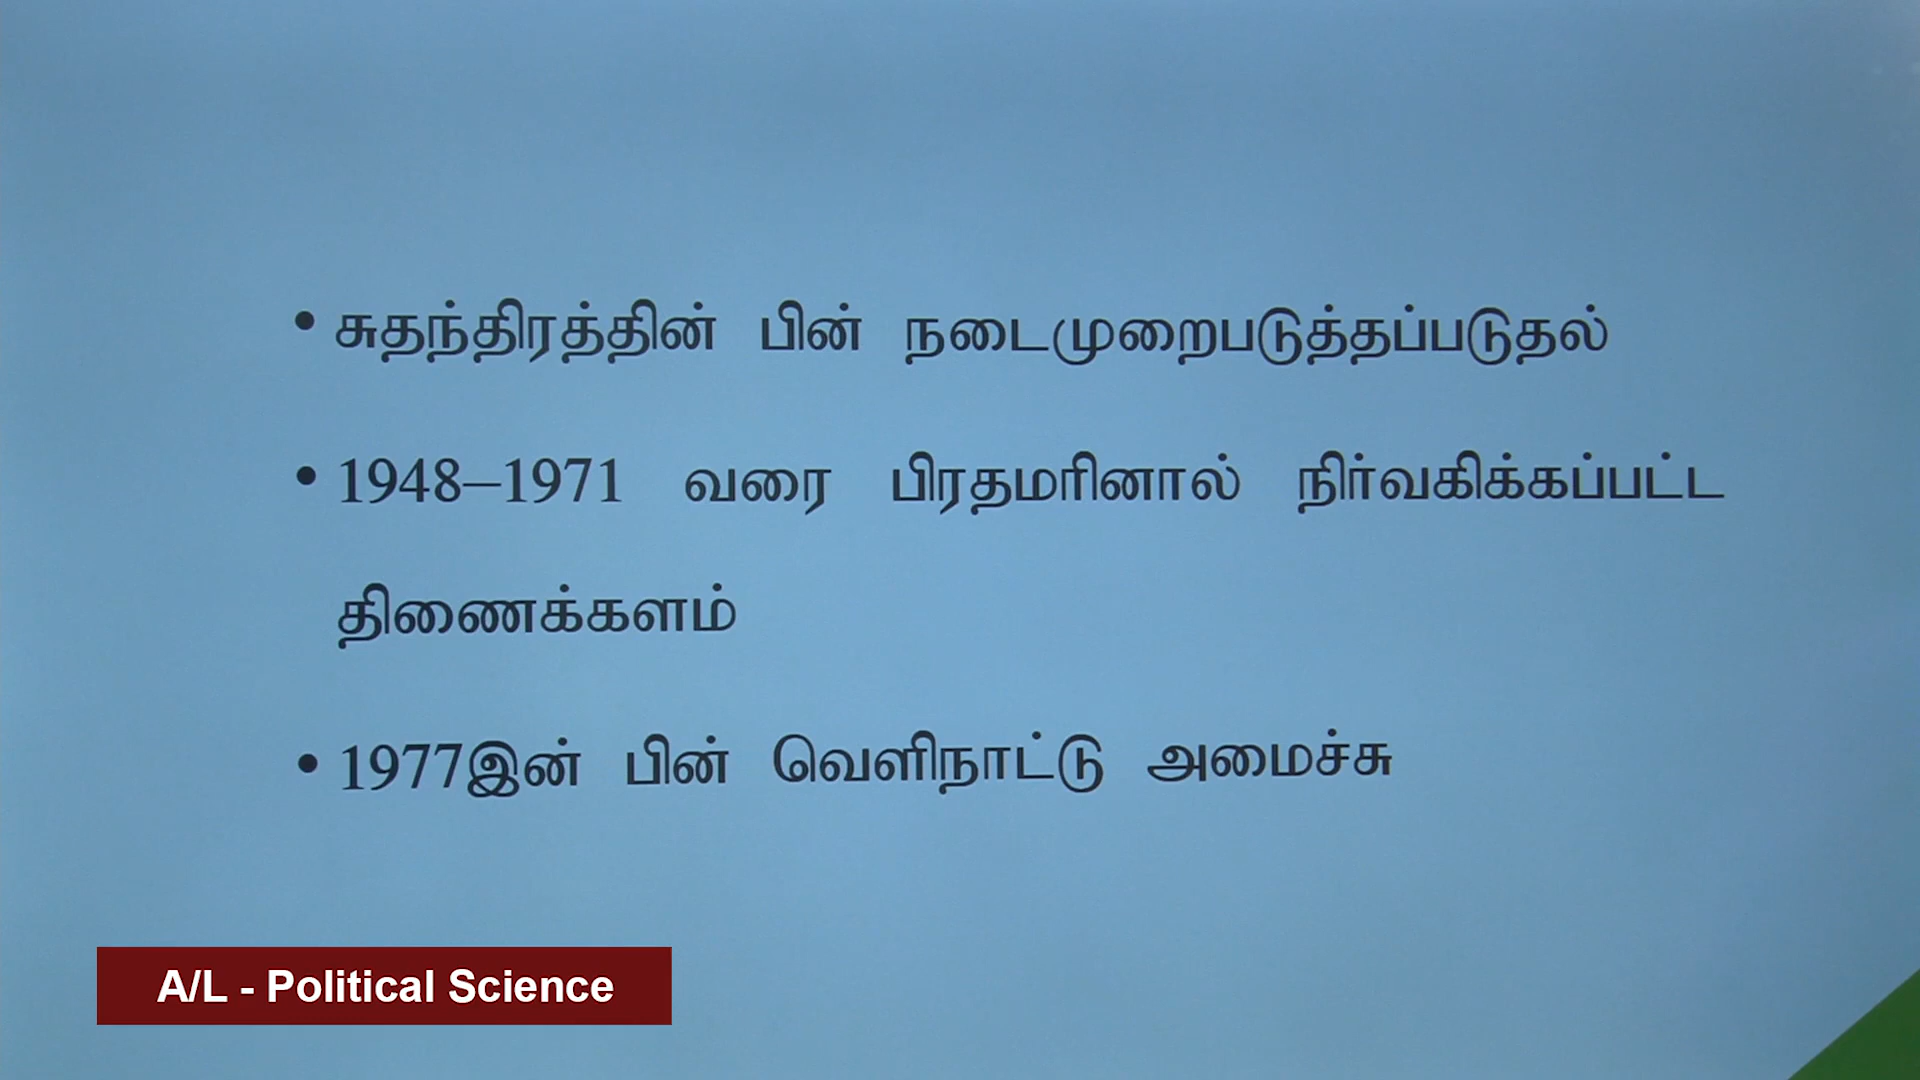 • சுதந்திரத்தின் பின் நடைமுறைபடுத்தப்படுதல்
• 1948–1971 வரை பிரதமரினால் நிர்வகிக்கப்பட்ட
திணைக்களம்
• 1977இன் பின் வெளிநாட்டு அமைச்சு
A/L - Political Science